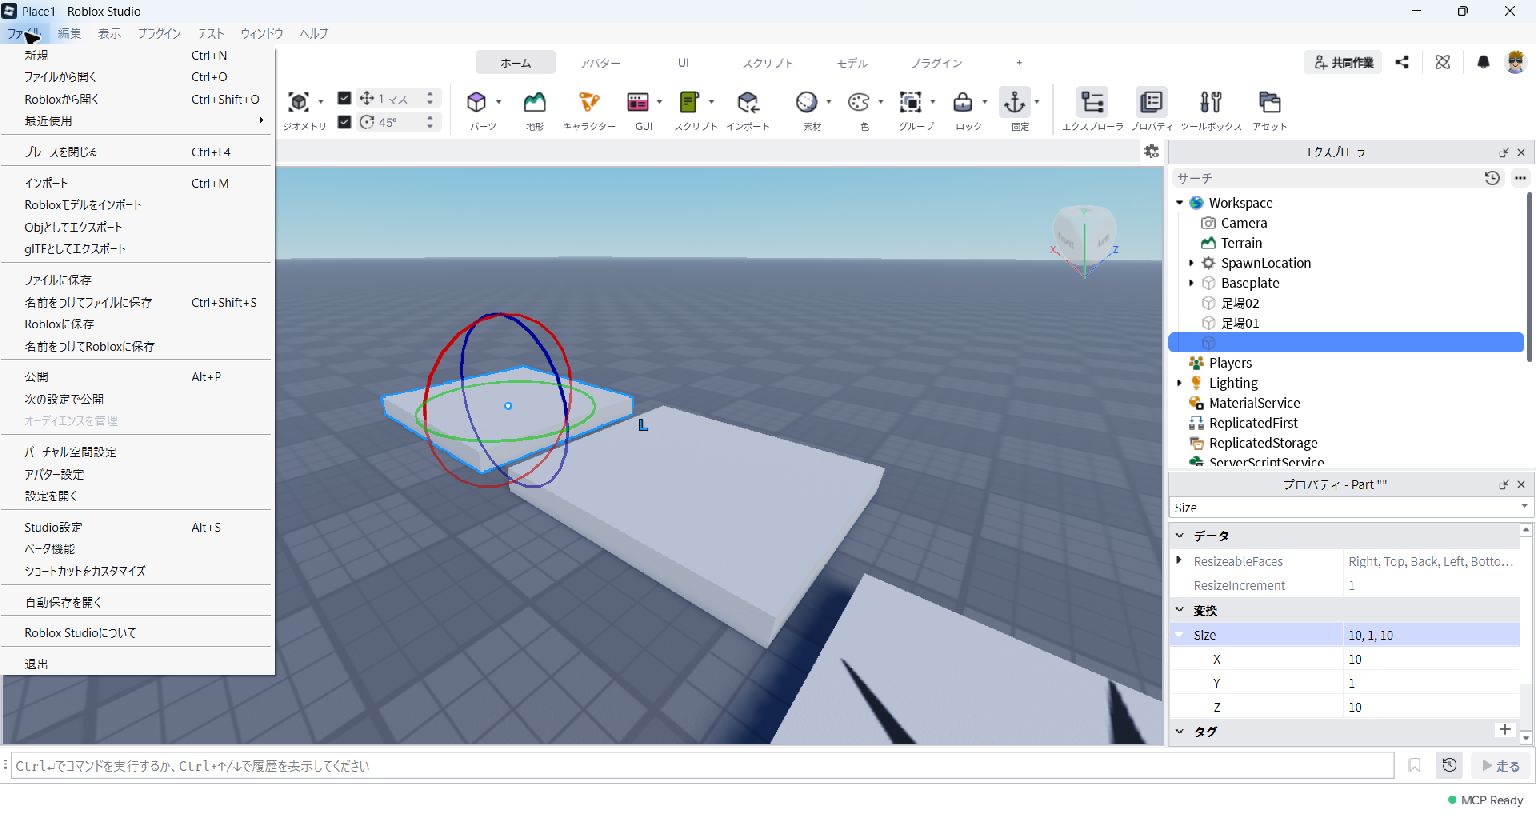 Place1 - Roblox Studio
ファイル 編集 表示 プラグイン テスト ウィンドウ ヘルプ
新規 Ctrl+N
ファイルから開く Ctrl+O
Robloxから開く Ctrl+Shift+O
最近使用
プレースを閉じる Ctrl+F4
インポート Ctrl+M
Robloxモデルをインポート
Objとしてエクスポート
glTFとしてエクスポート
ファイルに保存
名前をつけてファイルに保存 Ctrl+Shift+S
Robloxに保存
名前をつけてRobloxに保存
公開 Alt+P
次の設定で公開
オーディエンスを管理
バーチャル空間設定
アバター設定
設定を開く
Studio設定 Alt+S
ベータ機能
ショートカットをカスタマイズ
自動保存を開く
Roblox Studioについて
退出
ホーム アバター UI スクリプト モデル プラグイン +
共同作業
1 マス
45°
ジオメトリ パーツ 地形 キャラクター GUI スクリプト インポート 素材 色 グループ ロック 固定 エクスプローラ プロパティ ツールボックス アセット
L
X Z
エクスプローラ
サーチ
Workspace
Camera
Terrain
SpawnLocation
Baseplate
足場02
足場01
Players
Lighting
MaterialService
ReplicatedFirst
ReplicatedStorage
ServerScriptService
プロパティ - Part ""
Size
データ
ResizeableFaces Right, Top, Back, Left, Botto...
ResizeIncrement 1
変換
Size 10, 1, 10
X 10
Y 1
Z 10
タグ
Ctrl+↵でコマンドを実行するか、Ctrl+↑/↓で履歴を表示してください
走る
MCP Ready